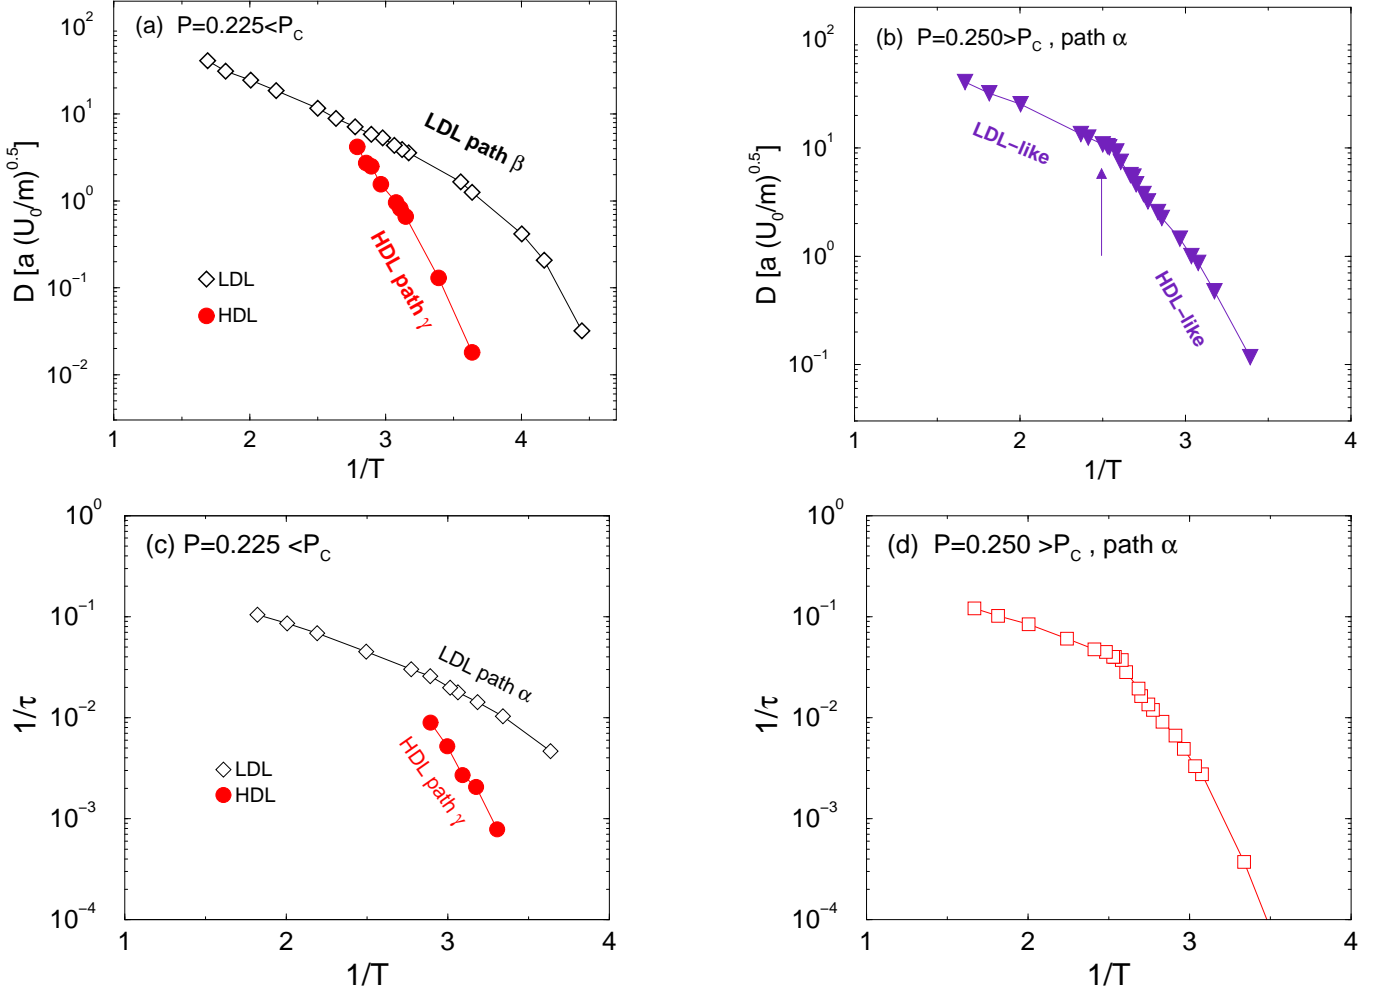 (a) P=0.225<P_C
10^2
10^1
10^0
10^-1
10^-2
D [a (U_0/m)^0.5]
LDL path β
HDL path γ
LDL
HDL
1 2 3 4
1/T
(b) P=0.250>P_C , path α
10^2
10^1
10^0
10^-1
D [a (U_0/m)^0.5]
LDL-like
HDL-like
1 2 3 4
1/T
(c) P=0.225 <P_C
10^0
10^-1
10^-2
10^-3
10^-4
1/τ
LDL path α
HDL path γ
LDL
HDL
1 2 3 4
1/T
(d) P=0.250 >P_C , path α
10^0
10^-1
10^-2
10^-3
10^-4
1/τ
1 2 3 4
1/T